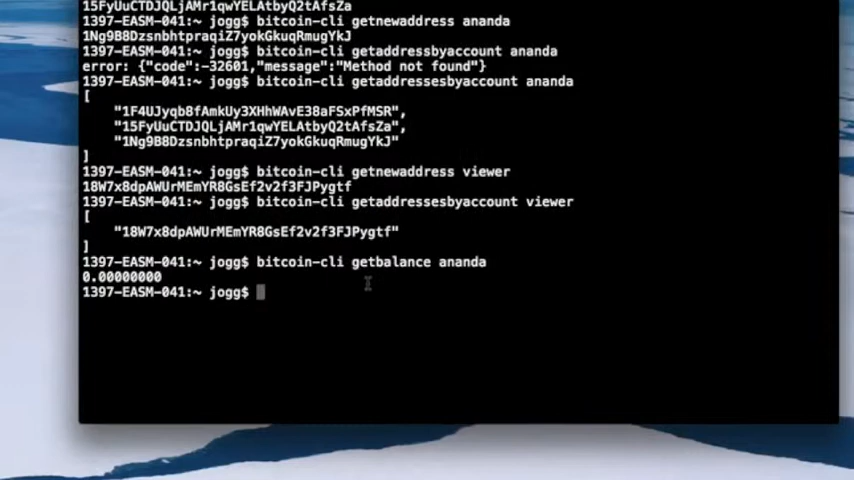 15FyUuCTDJQLjAMr1qwYELAtbyQ2tAfsZa
1397-EASM-041:~ jogg$ bitcoin-cli getnewaddress ananda
1Ng9B8DzsnbhtpraqiZ7yokGkuqRmugYkJ
1397-EASM-041:~ jogg$ bitcoin-cli getaddressbyaccount ananda
error: {"code":-32601,"message":"Method not found"}
1397-EASM-041:~ jogg$ bitcoin-cli getaddressesbyaccount ananda
[
"1F4UJyqb8fAmkUy3XHhWAvE38aFSxPfMSR",
"15FyUuCTDJQLjAMr1qwYELAtbyQ2tAfsZa",
"1Ng9B8DzsnbhtpraqiZ7yokGkuqRmugYkJ"
]
1397-EASM-041:~ jogg$ bitcoin-cli getnewaddress viewer
18W7x8dpAWUrMEmYR8GsEf2v2f3FJPygtf
1397-EASM-041:~ jogg$ bitcoin-cli getaddressesbyaccount viewer
[
"18W7x8dpAWUrMEmYR8GsEf2v2f3FJPygtf"
]
1397-EASM-041:~ jogg$ bitcoin-cli getbalance ananda
0.00000000
1397-EASM-041:~ jogg$